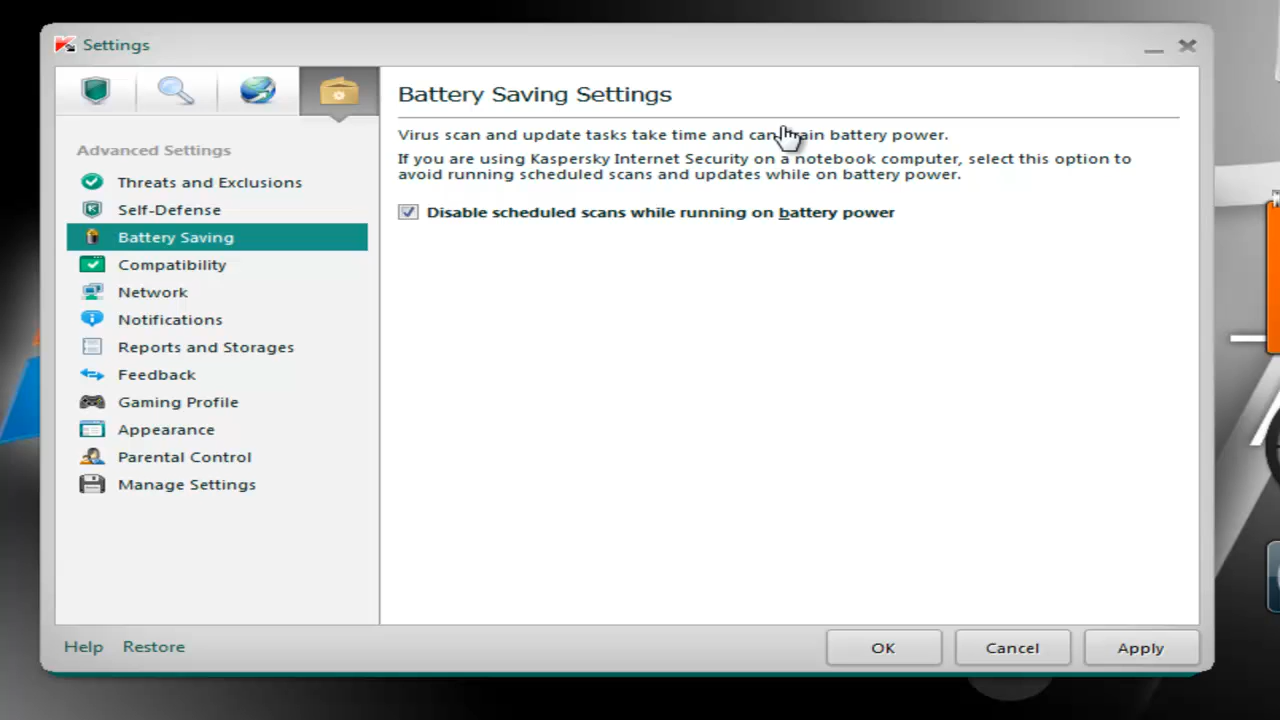 Settings
Battery Saving Settings
Virus scan and update tasks take time and can drain battery power.
If you are using Kaspersky Internet Security on a notebook computer, select this option to
avoid running scheduled scans and updates while on battery power.
Disable scheduled scans while running on battery power
Advanced Settings
Threats and Exclusions
Self-Defense
Battery Saving
Compatibility
Network
Notifications
Reports and Storages
Feedback
Gaming Profile
Appearance
Parental Control
Manage Settings
Help Restore OK Cancel Apply